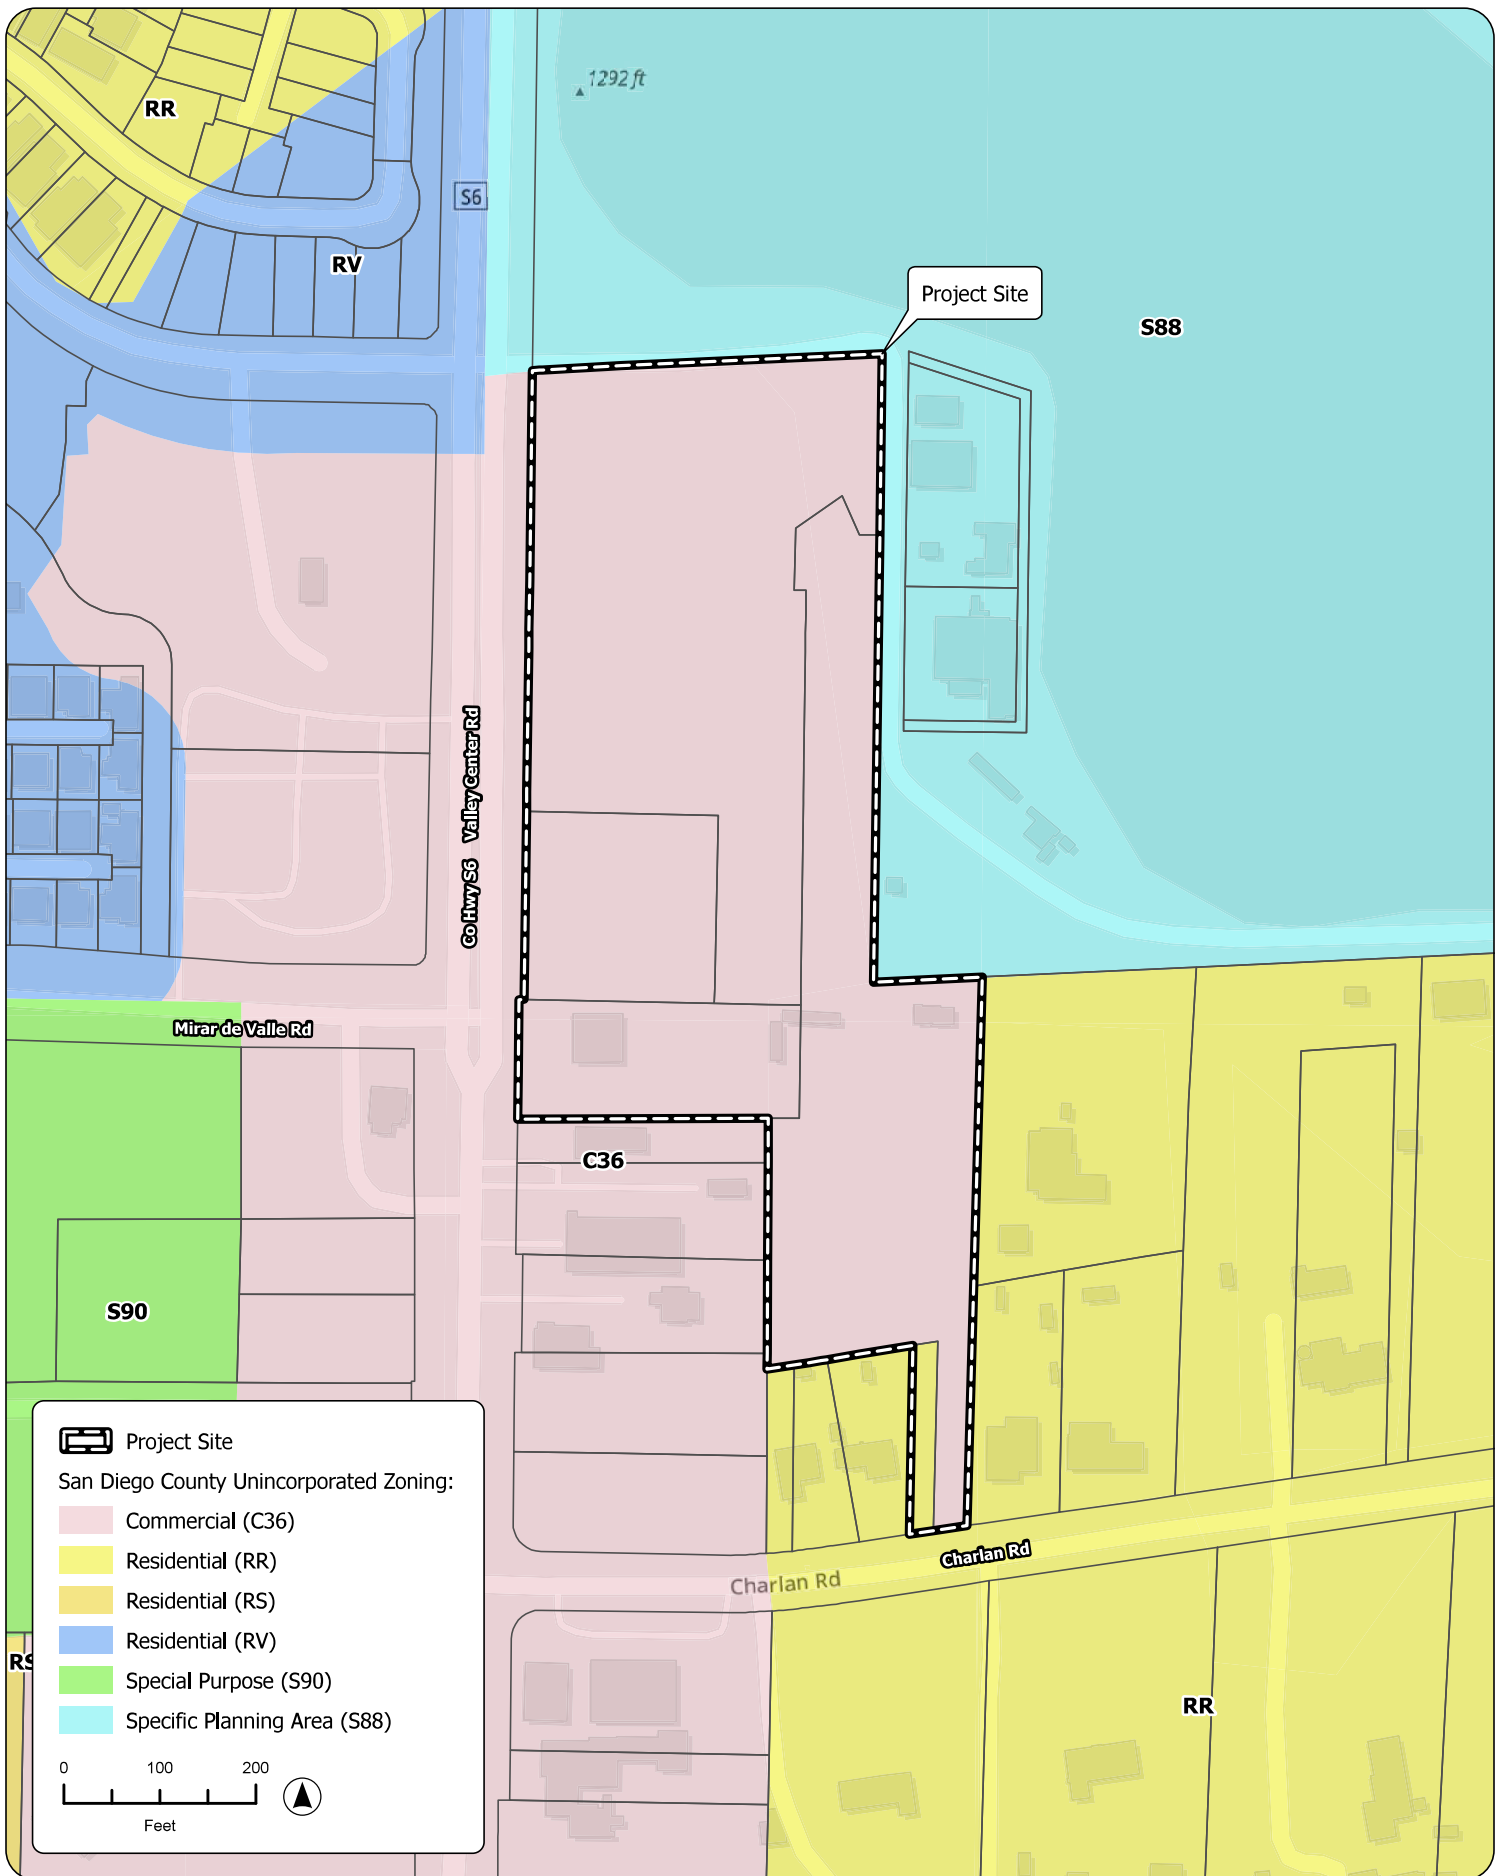 1292 ft
RR
S6
RV
Project Site
S88
Co Hwy S6 Valley Center Rd
Mirar de Valle Rd
C36
S90
Charlan Rd
Charlan Rd
RS
RR
Project Site
San Diego County Unincorporated Zoning:
Commercial (C36)
Residential (RR)
Residential (RS)
Residential (RV)
Special Purpose (S90)
Specific Planning Area (S88)
0 100 200
Feet